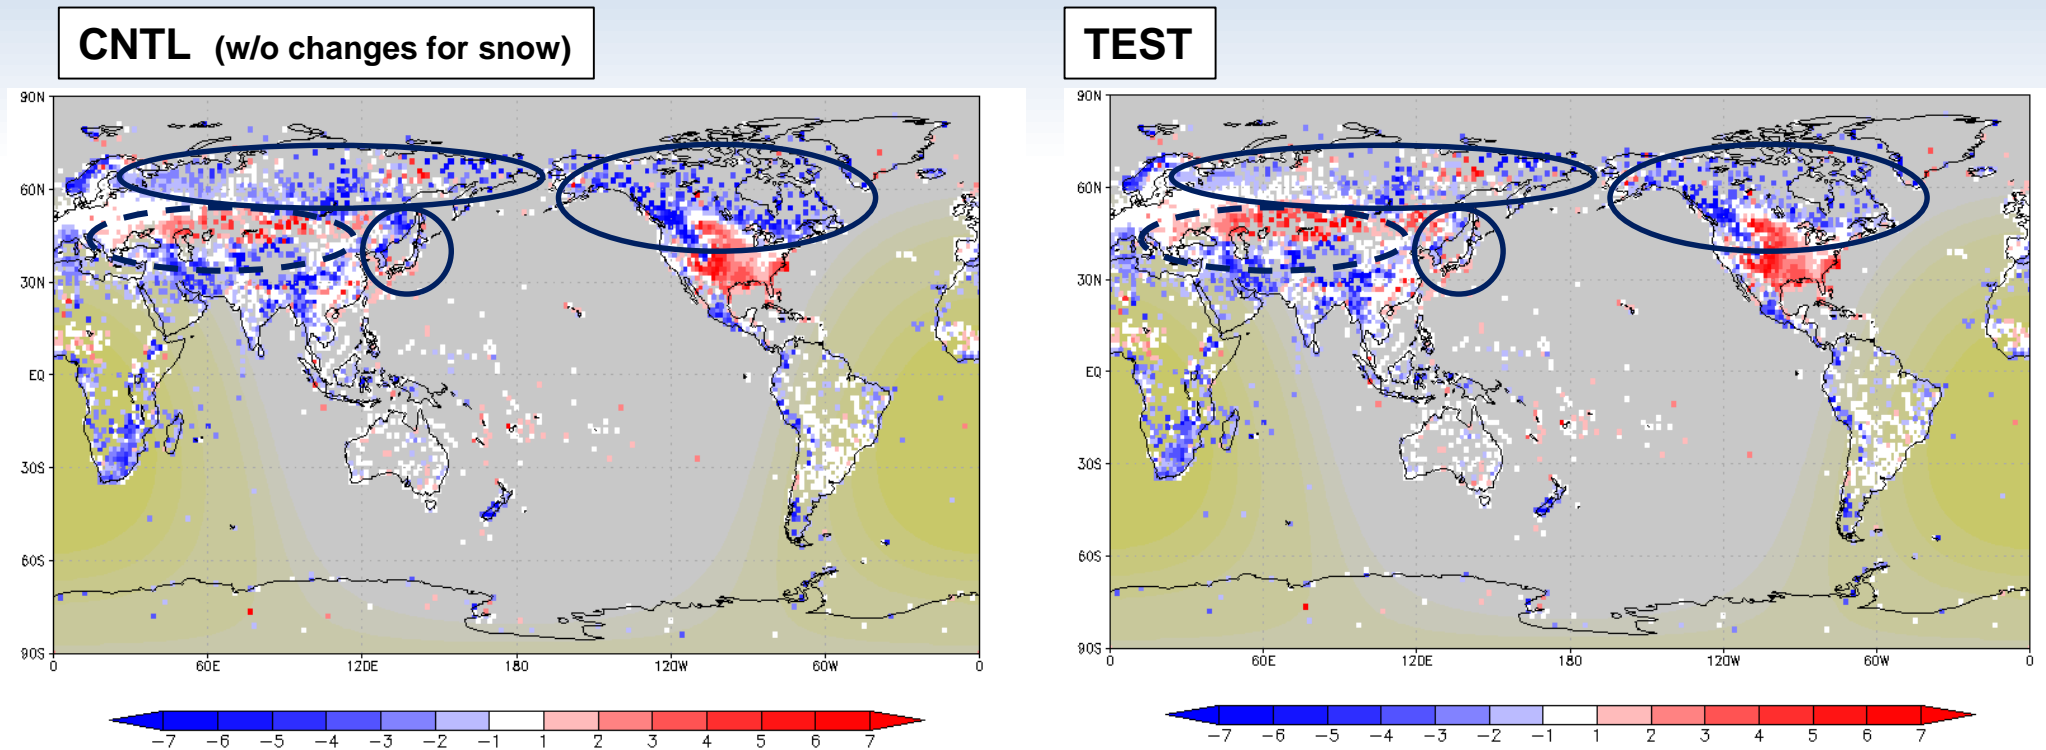 CNTL (w/o changes for snow)
TEST
90N
60N
30N
EQ
30S
60S
90S
0 60E 120E 180 120W 60W 0
-7 -6 -5 -4 -3 -2 -1 1 2 3 4 5 6 7
90N
60N
30N
EQ
30S
60S
90S
0 60E 120E 180 120W 60W 0
-7 -6 -5 -4 -3 -2 -1 1 2 3 4 5 6 7